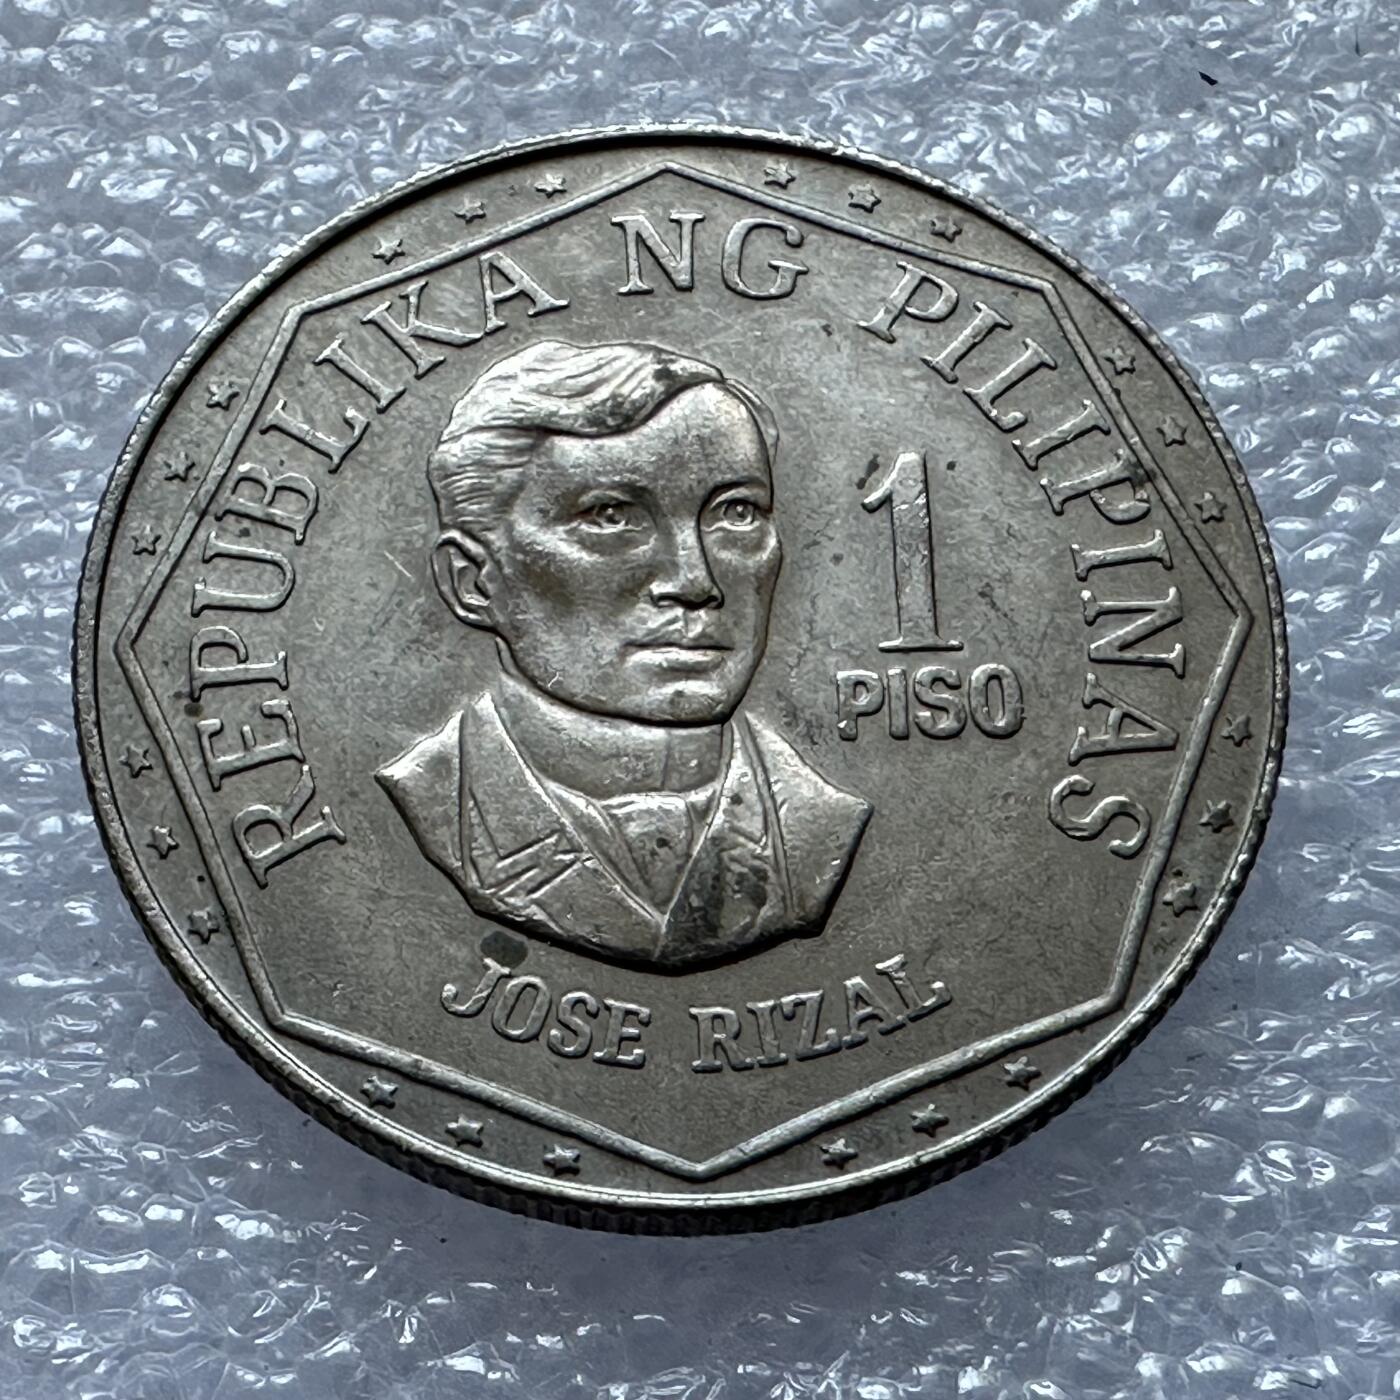 REPUBLIKA NG PILIPINAS
1
PISO
JOSE RIZAL